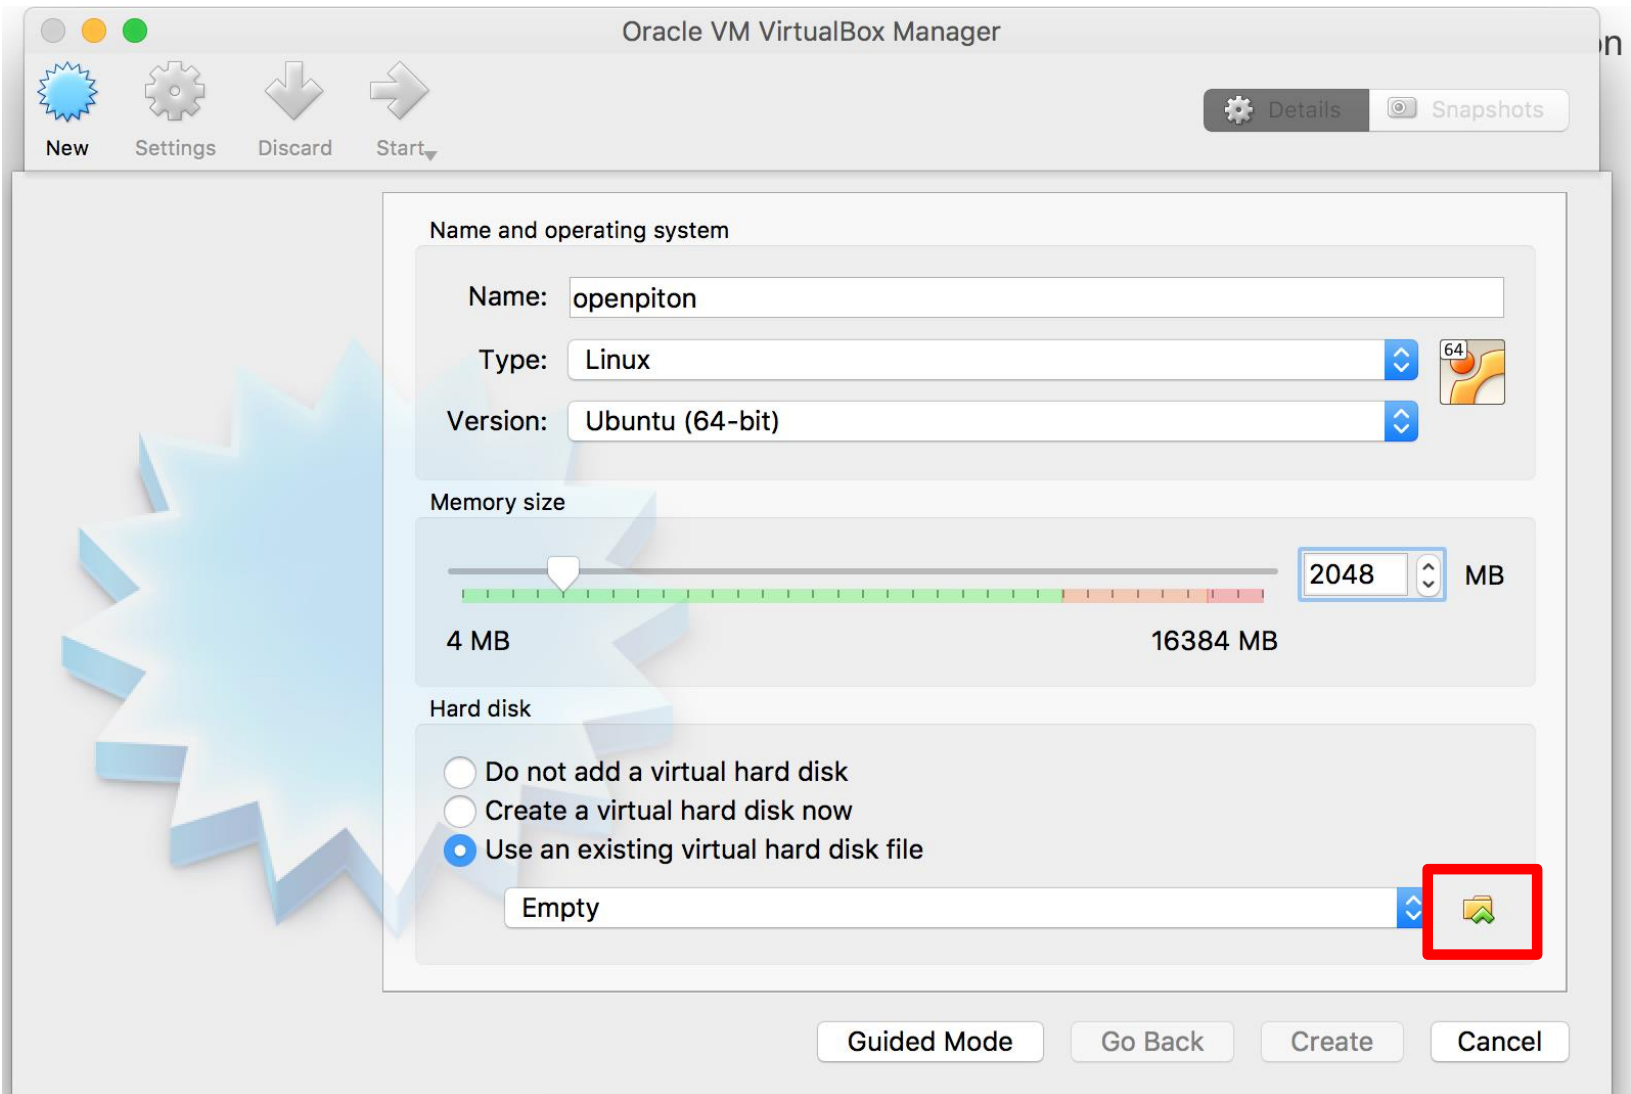 Oracle VM VirtualBox Manager
on
New Settings Discard Start
Details Snapshots
Name and operating system
Name: openpiton
Type: Linux
64
Version: Ubuntu (64-bit)
Memory size
2048 MB
4 MB 16384 MB
Hard disk
Do not add a virtual hard disk
Create a virtual hard disk now
Use an existing virtual hard disk file
Empty
Guided Mode Go Back Create Cancel